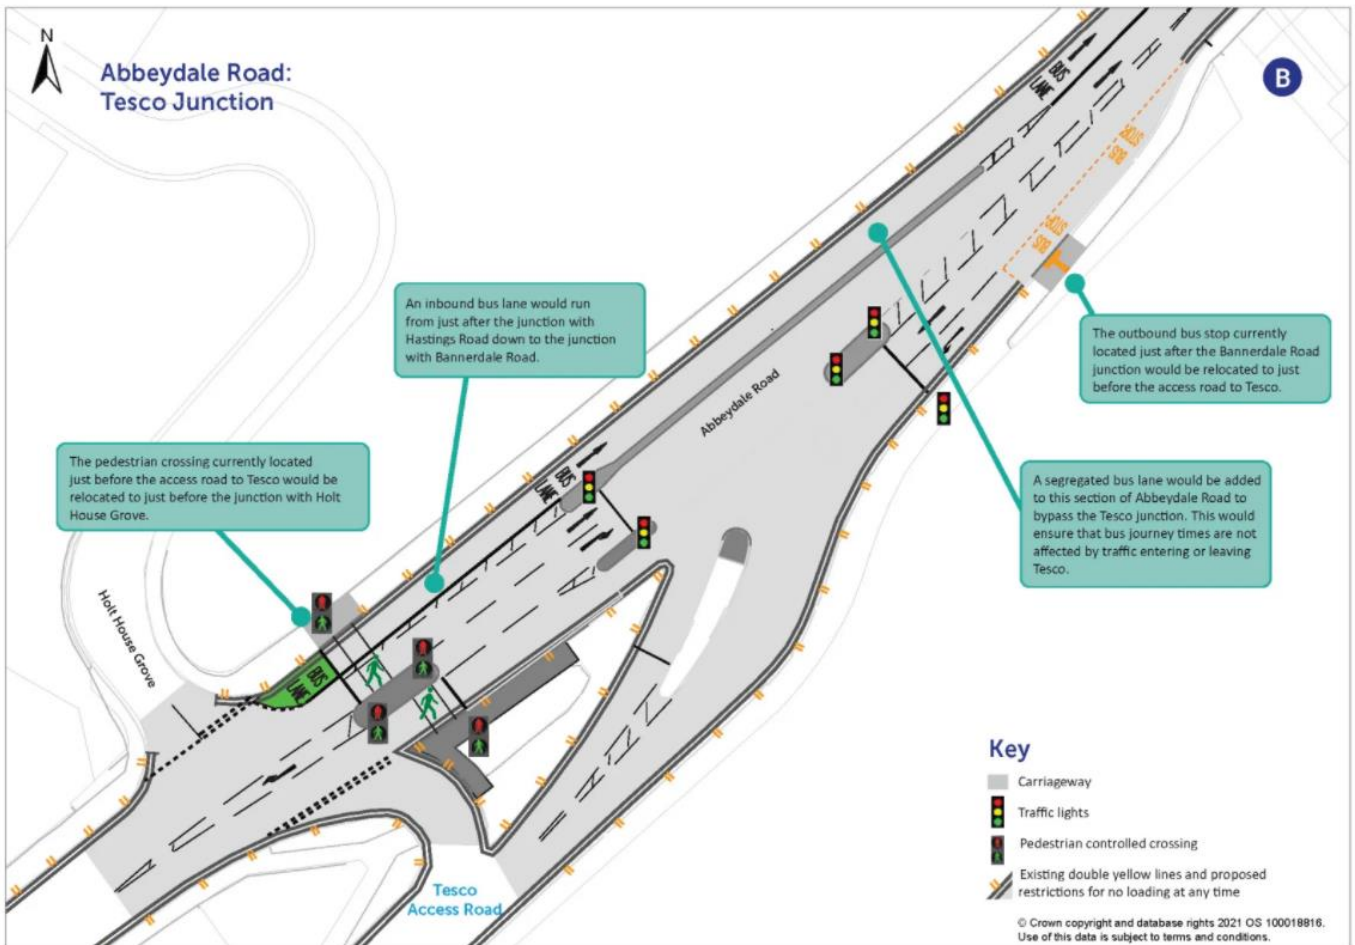 N
Abbeydale Road:
Tesco Junction
B
BUS
LANE
BUS
STOP
BUS
STOP
An inbound bus lane would run
from just after the junction with
Hastings Road down to the junction
with Bannerdale Road.
The outbound bus stop currently
located just after the Bannerdale Road
junction would be relocated to just
before the access road to Tesco.
Abbeydale Road
The pedestrian crossing currently located
just before the access road to Tesco would be
relocated to just before the junction with Holt
House Grove.
BUS
LANE
A segregated bus lane would be added
to this section of Abbeydale Road to
bypass the Tesco junction. This would
ensure that bus journey times are not
affected by traffic entering or leaving
Tesco.
Holt House Grove
BUS
LANE
Tesco
Access Road
Key
Carriageway
Traffic lights
Pedestrian controlled crossing
Existing double yellow lines and proposed
restrictions for no loading at any time
© Crown copyright and database rights 2021 OS 100018816.
Use of this data is subject to terms and conditions.